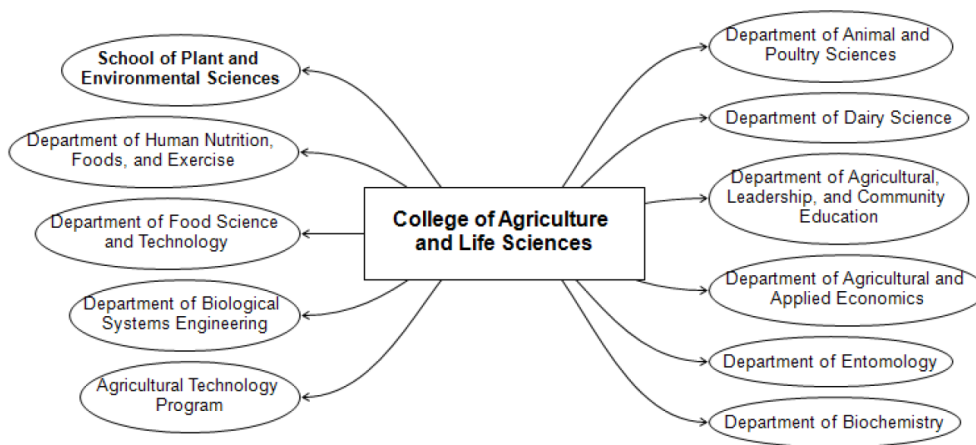 School of Plant and
Environmental Sciences
Department of Human Nutrition,
Foods, and Exercise
Department of Food Science
and Technology
Department of Biological
Systems Engineering
Agricultural Technology
Program
College of Agriculture
and Life Sciences
Department of Animal and
Poultry Sciences
Department of Dairy Science
Department of Agricultural,
Leadership, and Community
Education
Department of Agricultural and
Applied Economics
Department of Entomology
Department of Biochemistry